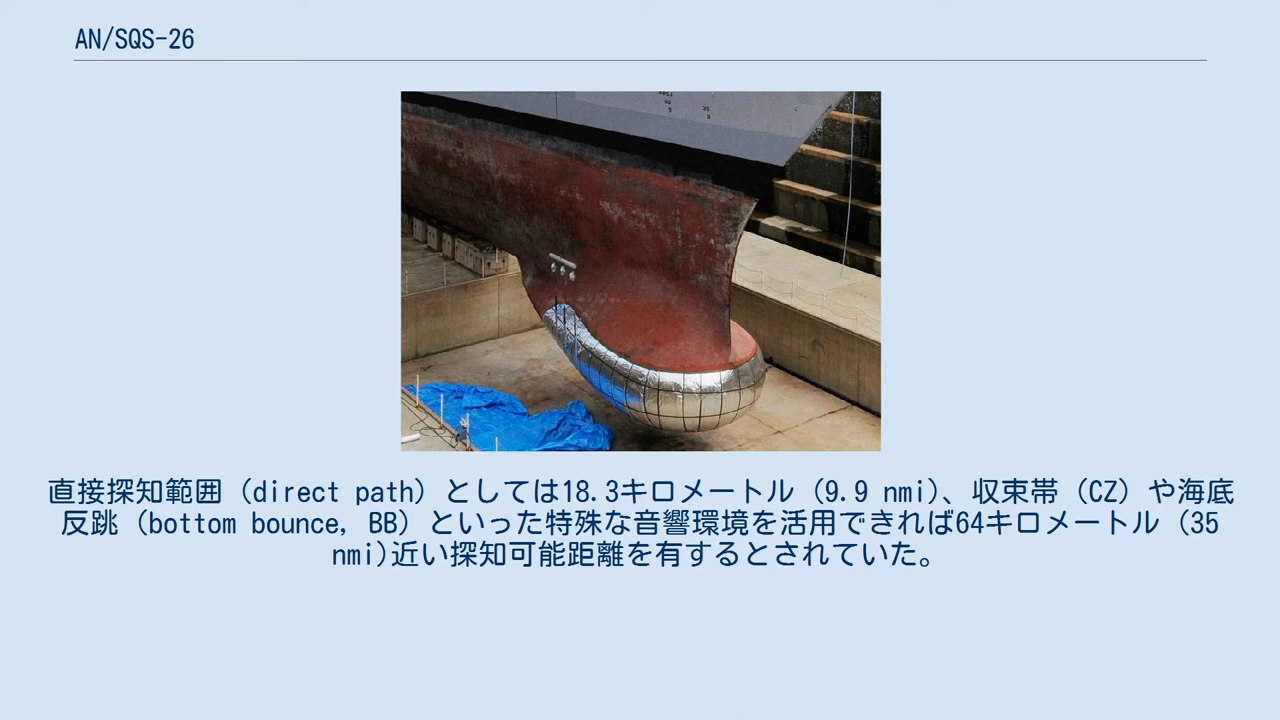 AN/SQS-26
直接探知範囲（direct path）としては18.3キロメートル（9.9 nmi)、収束帯（CZ）や海底
反跳（bottom bounce, BB）といった特殊な音響環境を活用できれば64キロメートル（35
nmi)近い探知可能距離を有するとされていた。